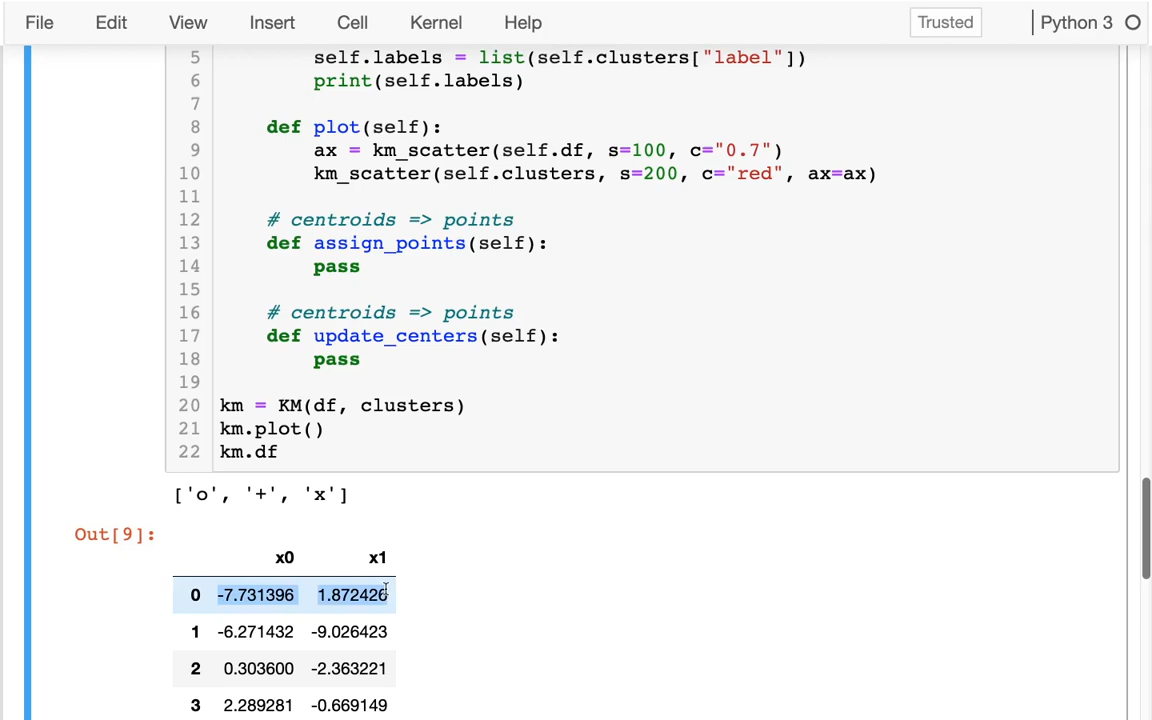 File Edit View Insert Cell Kernel Help Trusted Python 3
5 self.labels = list(self.clusters["label"])
6 print(self.labels)
7
8 def plot(self):
9 ax = km_scatter(self.df, s=100, c="0.7")
10 km_scatter(self.clusters, s=200, c="red", ax=ax)
11
12 # centroids => points
13 def assign_points(self):
14 pass
15
16 # centroids => points
17 def update_centers(self):
18 pass
19
20 km = KM(df, clusters)
21 km.plot()
22 km.df
['o', '+', 'x']
Out[9]:
x0 x1
0 -7.731396 1.872426
1 -6.271432 -9.026423
2 0.303600 -2.363221
3 2.289281 -0.669149